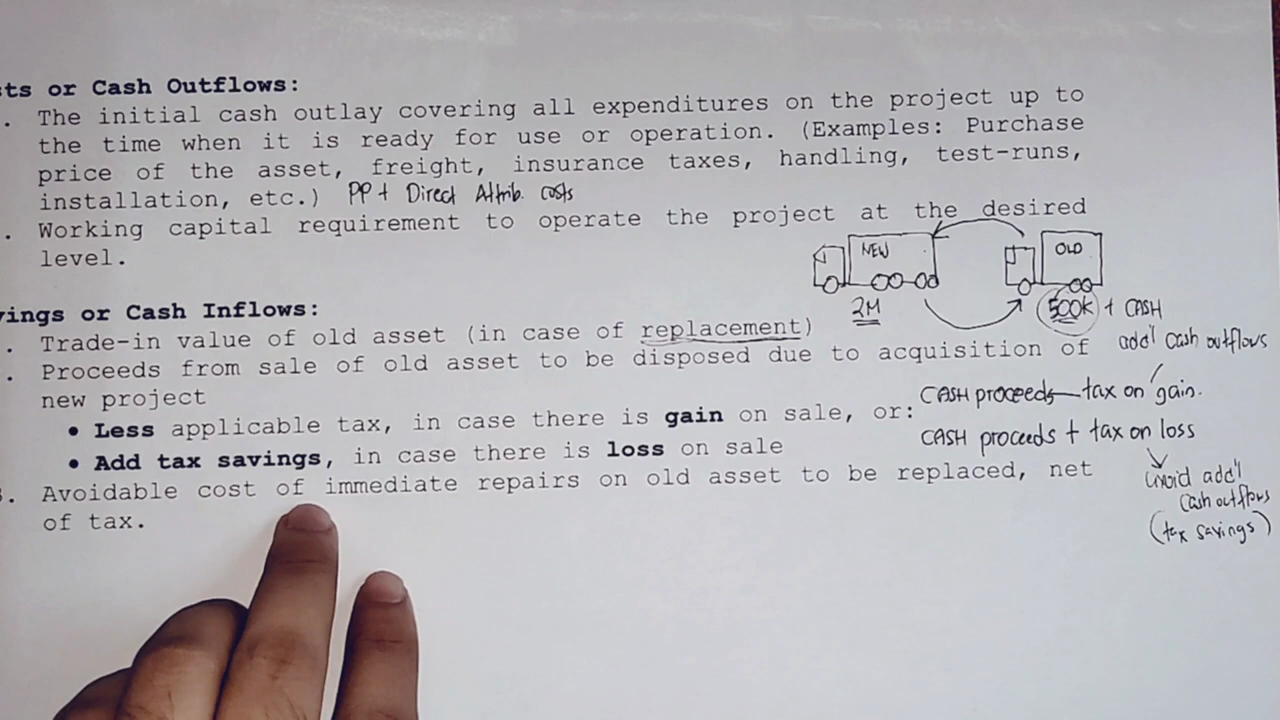 ts or Cash Outflows:
. The initial cash outlay covering all expenditures on the project up to
the time when it is ready for use or operation. (Examples: Purchase
price of the asset, freight, insurance taxes, handling, test-runs,
installation, etc.) PP + Direct Attrib. costs
. Working capital requirement to operate the project at the desired
level.
NEW
OLD
2M
500K + CASH
ings or Cash Inflows:
. Trade-in value of old asset (in case of replacement)
add'l cash outflows
. Proceeds from sale of old asset to be disposed due to acquisition of
new project
CASH proceeds - tax on gain.
• Less applicable tax, in case there is gain on sale, or:
CASH proceeds + tax on loss
• Add tax savings, in case there is loss on sale
3. Avoidable cost of immediate repairs on old asset to be replaced, net
of tax.
avoid add'l
cash outflows
(tax savings)